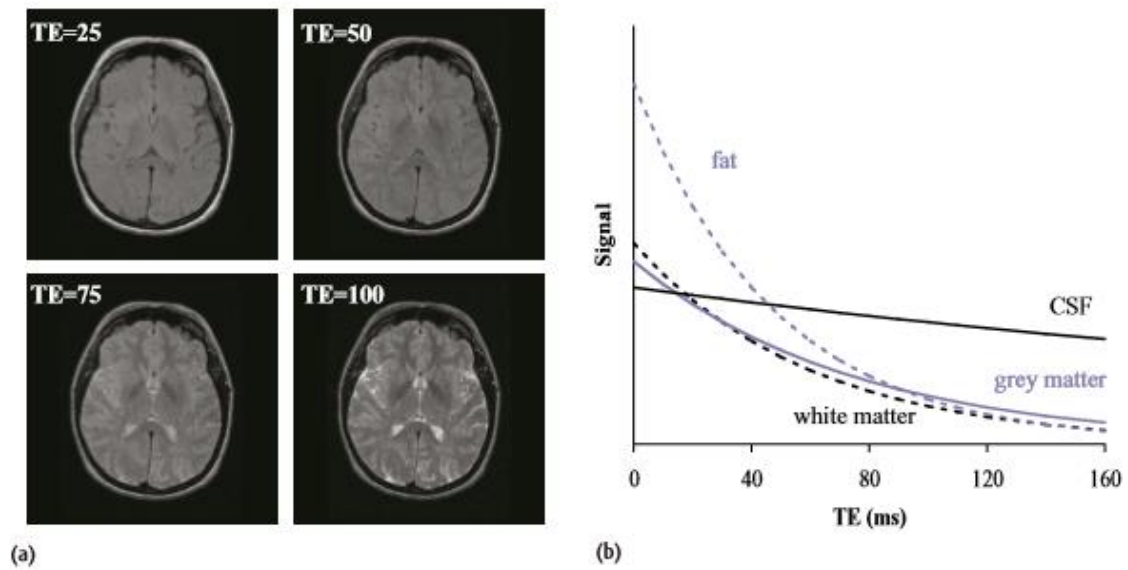 TE=25
TE=50
TE=75
TE=100
(a)
Signal
fat
CSF
grey matter
white matter
0
40
80
120
160
TE (ms)
(b)